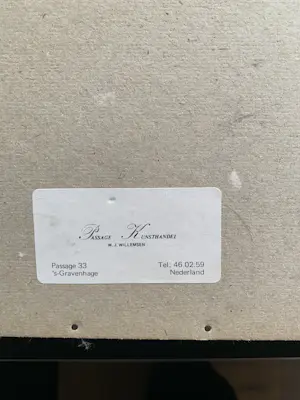 Passage Kunsthandel
W. J. WILLEMSEN
Passage 33 Tel.: 46.02.59
's-Gravenhage Nederland